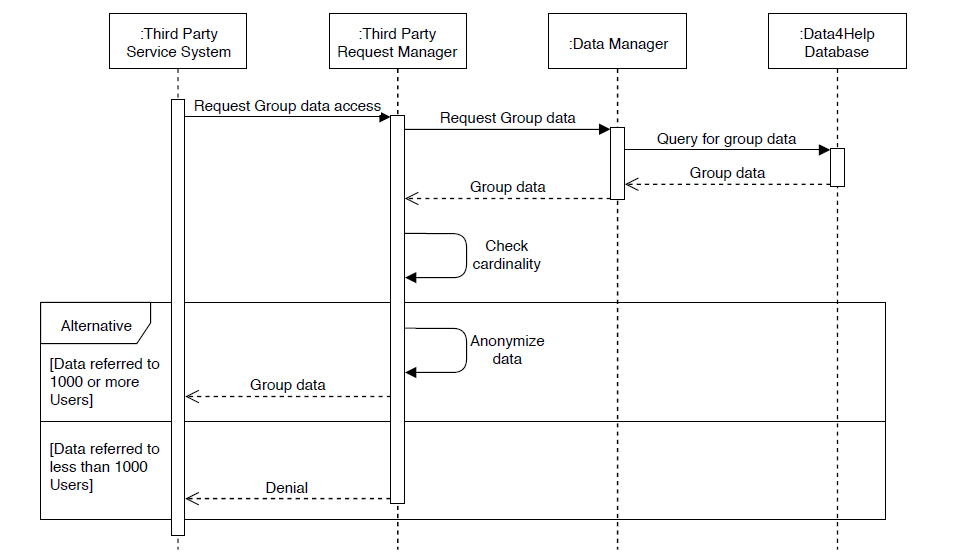 :Third Party
Service System
:Third Party
Request Manager
:Data Manager
:Data4Help
Database
Request Group data access
Request Group data
Query for group data
Group data
Group data
Check
cardinality
Alternative
Anonymize
data
[Data referred to
1000 or more
Users]
Group data
[Data referred to
less than 1000
Users]
Denial